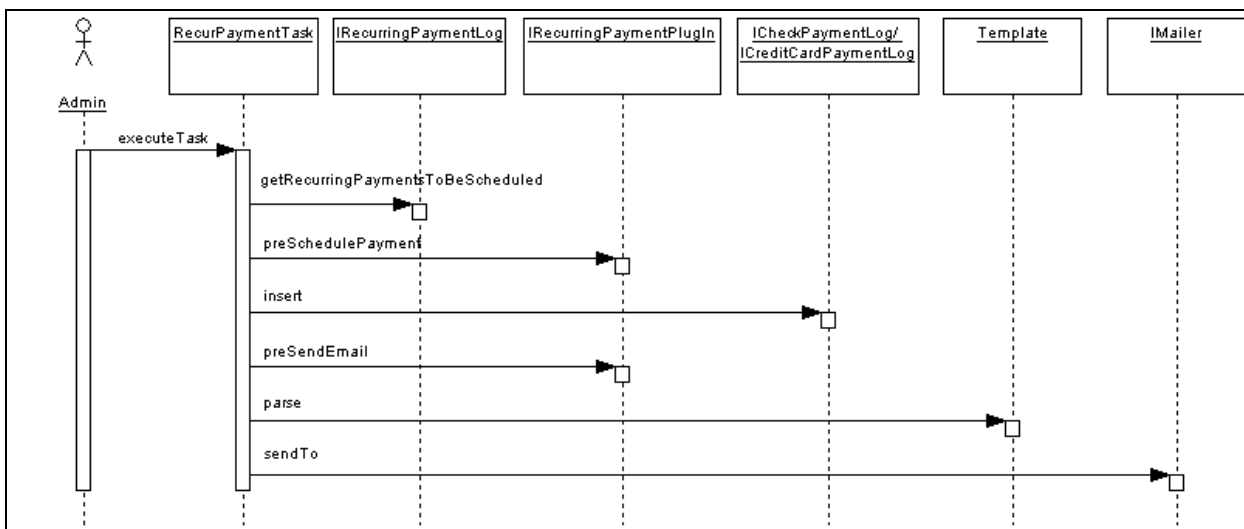 RecurPaymentTask
IRecurringPaymentLog
IRecurringPaymentPlugIn
ICheckPaymentLog/
ICreditCardPaymentLog
Template
IMailer
Admin
executeTask
getRecurringPaymentsToBeScheduled
preSchedulePayment
insert
preSendEmail
parse
sendTo